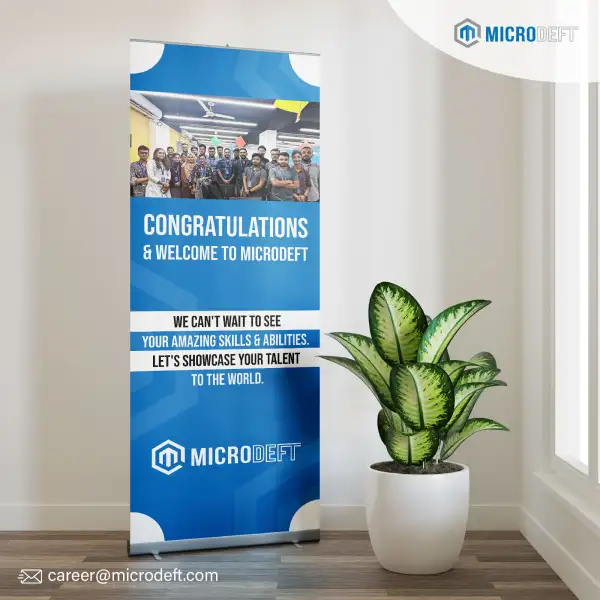 MICRODEFT
CONGRATULATIONS
& WELCOME TO MICRODEFT
WE CAN'T WAIT TO SEE
YOUR AMAZING SKILLS & ABILITIES.
LET'S SHOWCASE YOUR TALENT
TO THE WORLD.
MICRODEFT
career@microdeft.com